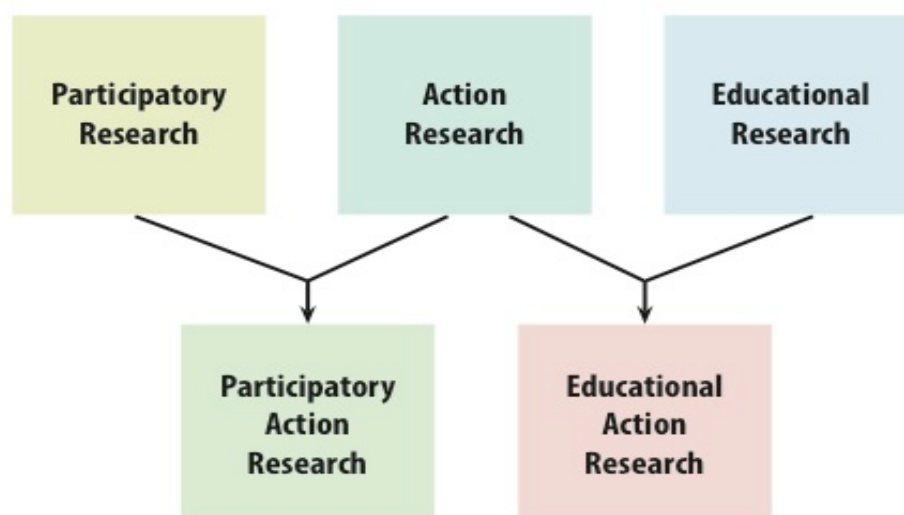 Participatory
Research
Action
Research
Educational
Research
Participatory
Action
Research
Educational
Action
Research